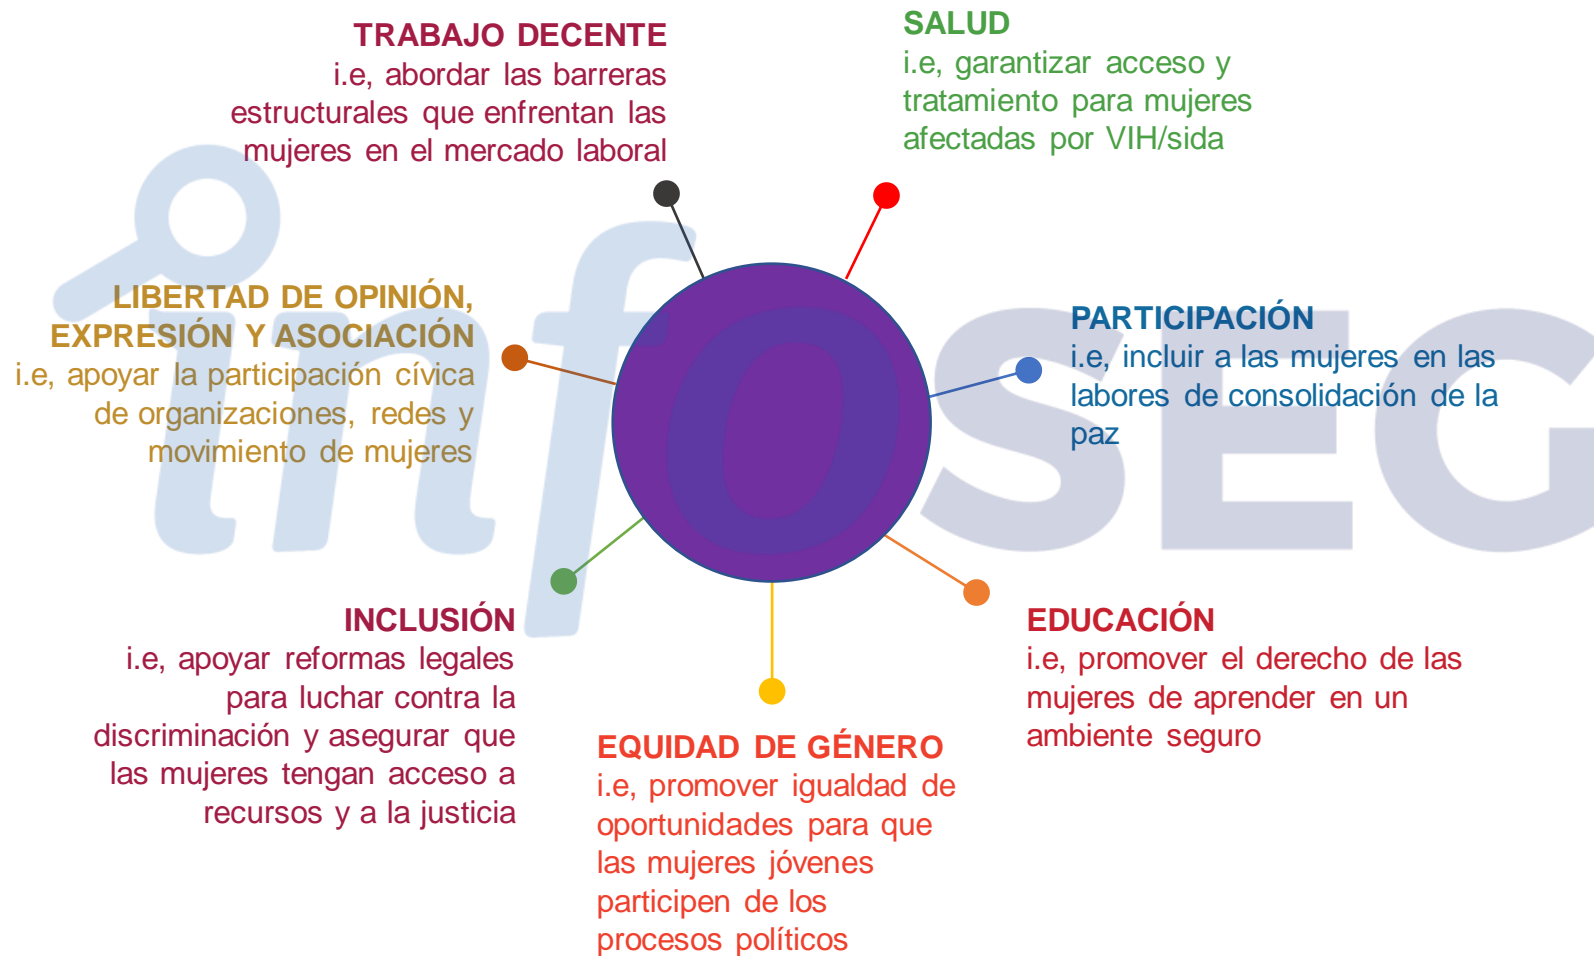 TRABAJO DECENTE
i.e, abordar las barreras
estructurales que enfrentan las
mujeres en el mercado laboral
SALUD
i.e, garantizar acceso y
tratamiento para mujeres
afectadas por VIH/sida
LIBERTAD DE OPINIÓN,
EXPRESIÓN Y ASOCIACIÓN
i.e, apoyar la participación cívica
de organizaciones, redes y
movimiento de mujeres
PARTICIPACIÓN
i.e, incluir a las mujeres en las
labores de consolidación de la
paz
infOSEG
INCLUSIÓN
i.e, apoyar reformas legales
para luchar contra la
discriminación y asegurar que
las mujeres tengan acceso a
recursos y a la justicia
EDUCACIÓN
i.e, promover el derecho de las
mujeres de aprender en un
ambiente seguro
EQUIDAD DE GÉNERO
i.e, promover igualdad de
oportunidades para que
las mujeres jóvenes
participen de los
procesos políticos